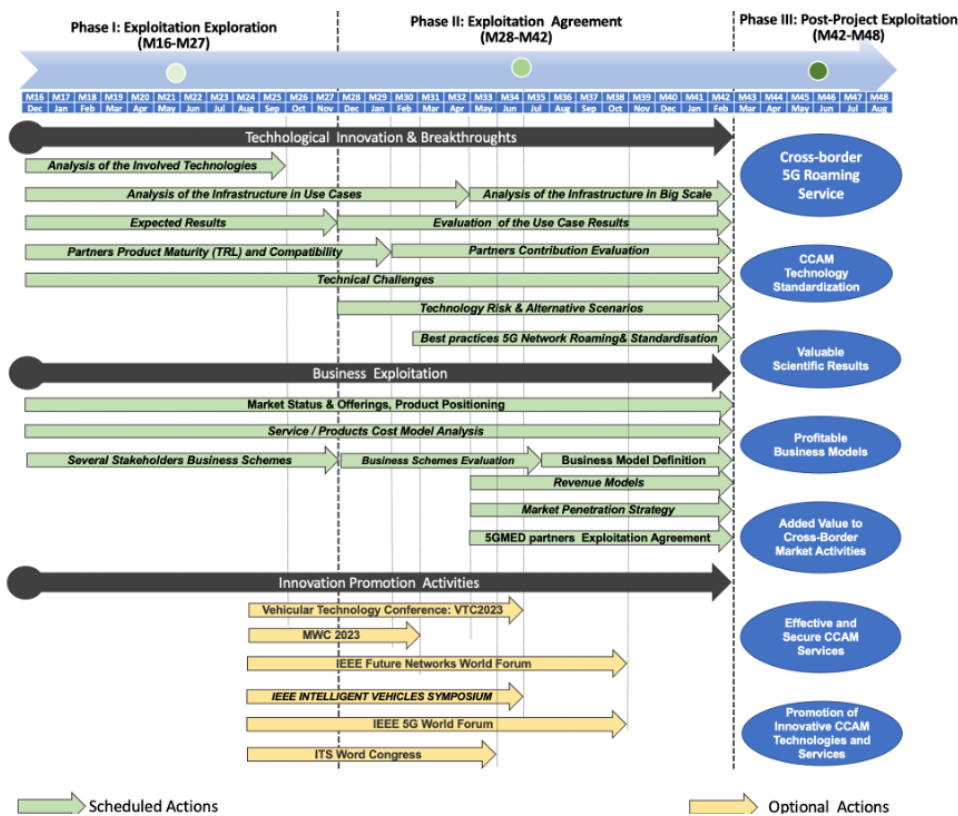 Phase I: Exploitation Exploration
(M16-M27)
Phase II: Exploitation Agreement
(M28-M42)
Phase III: Post-Project Exploitation
(M42-M48)
M16 M17 M18 M19 M20 M21 M22 M23 M24 M25 M26 M27 M28 M29 M30 M31 M32 M33 M34 M35 M36 M37 M38 M39 M40 M41 M42 M43 M44 M45 M46 M47 M48
Dec Jan Feb Mar Apr May Jun Jul Aug Sep Oct Nov Dec Jan Feb Mar Apr May Jun Jul Aug Sep Oct Nov Dec Jan Feb Mar Apr May Jun Jul Aug
Techhological Innovation & Breakthroughts
Analysis of the Involved Technologies
Analysis of the Infrastructure in Use Cases
Analysis of the Infrastructure in Big Scale
Expected Results
Evaluation of the Use Case Results
Partners Product Maturity (TRL) and Compatibility
Partners Contribution Evaluation
Technical Challenges
Technology Risk & Alternative Scenarios
Best practices 5G Network Roaming& Standardisation
Business Exploitation
Market Status & Offerings, Product Positioning
Service / Products Cost Model Analysis
Several Stakeholders Business Schemes
Business Schemes Evaluation
Business Model Definition
Revenue Models
Market Penetration Strategy
5GMED partners Exploitation Agreement
Innovation Promotion Activities
Vehicular Technology Conference: VTC2023
MWC 2023
IEEE Future Networks World Forum
IEEE INTELLIGENT VEHICLES SYMPOSIUM
IEEE 5G World Forum
ITS Word Congress
Cross-border
5G Roaming
Service
CCAM
Technology
Standardization
Valuable
Scientific Results
Profitable
Business Models
Added Value to
Cross-Border
Market Activities
Effective and
Secure CCAM
Services
Promotion of
Innovative CCAM
Technologies and
Services
Scheduled Actions
Optional Actions